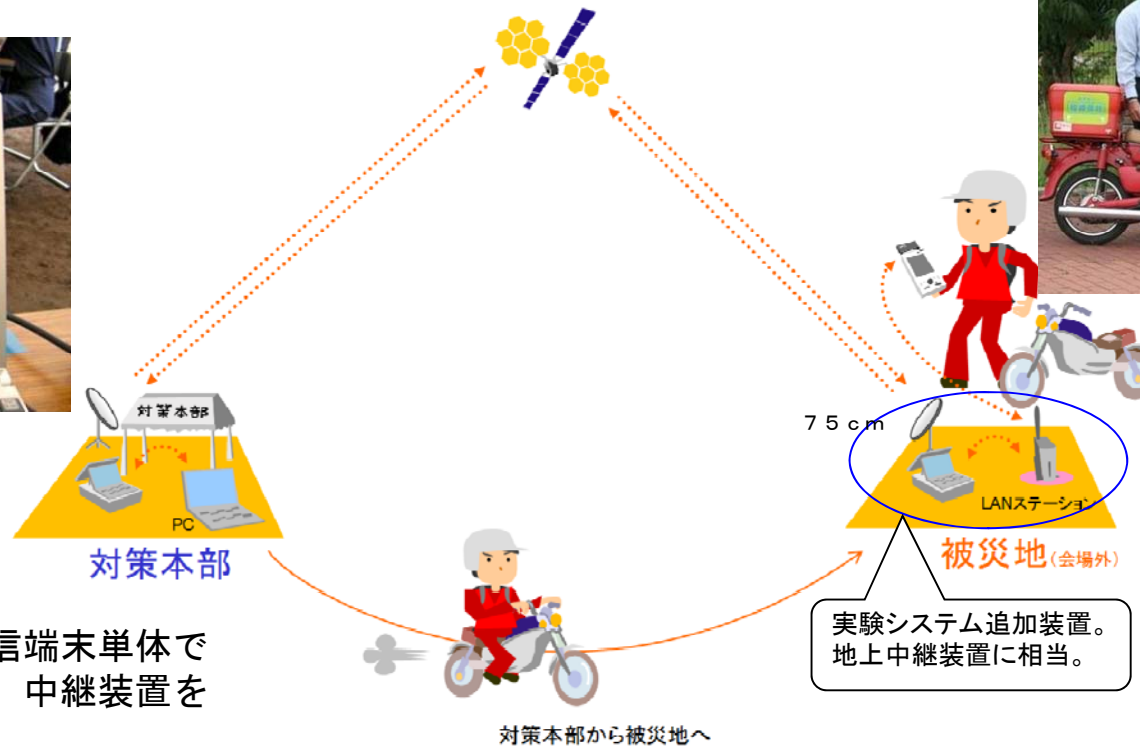 対策本部
PC
対策本部
75cm
LANステーション
被災地(会場外)
実験システム追加装置。
地上中継装置に相当。
信端末単体で
中継装置を
対策本部から被災地へ